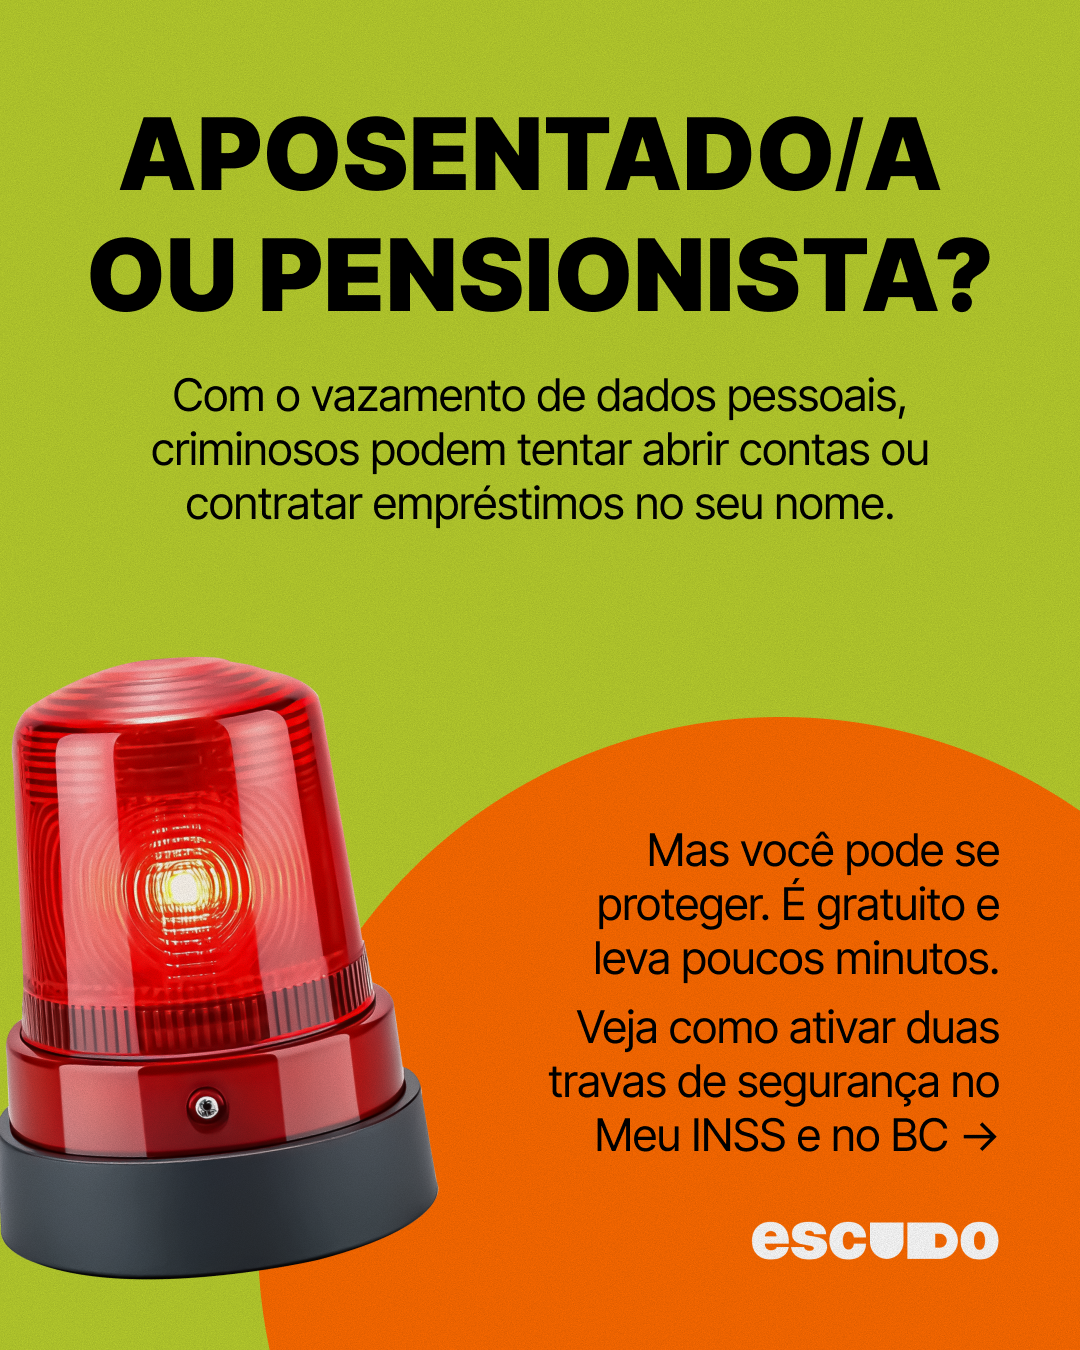 APOSENTADO/A
OU PENSIONISTA?
Com o vazamento de dados pessoais,
criminosos podem tentar abrir contas ou
contratar empréstimos no seu nome.
Mas você pode se
proteger. É gratuito e
leva poucos minutos.
Veja como ativar duas
travas de segurança no
Meu INSS e no BC →
escudo